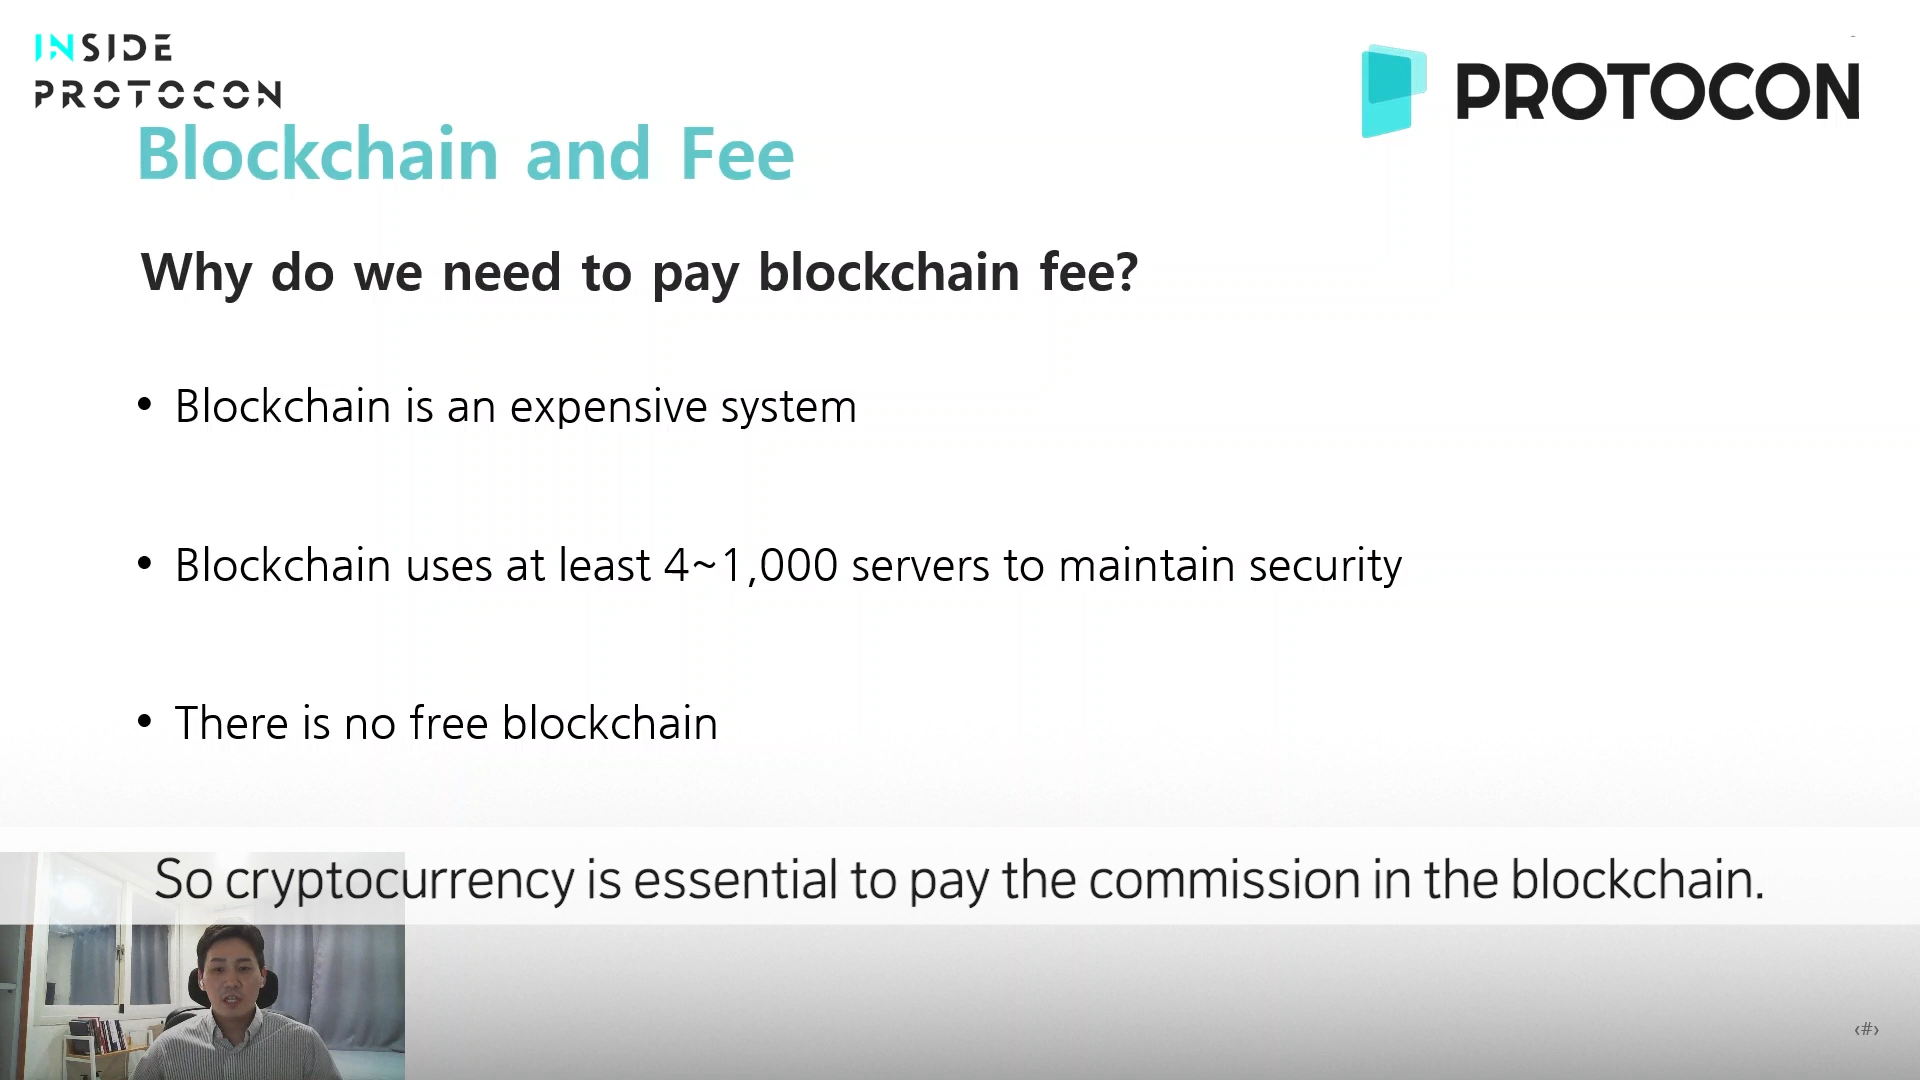 INSIDE
PROTOCON
PROTOCON
Blockchain and Fee
Why do we need to pay blockchain fee?
• Blockchain is an expensive system
• Blockchain uses at least 4~1,000 servers to maintain security
• There is no free blockchain
So cryptocurrency is essential to pay the commission in the blockchain.
‹#›